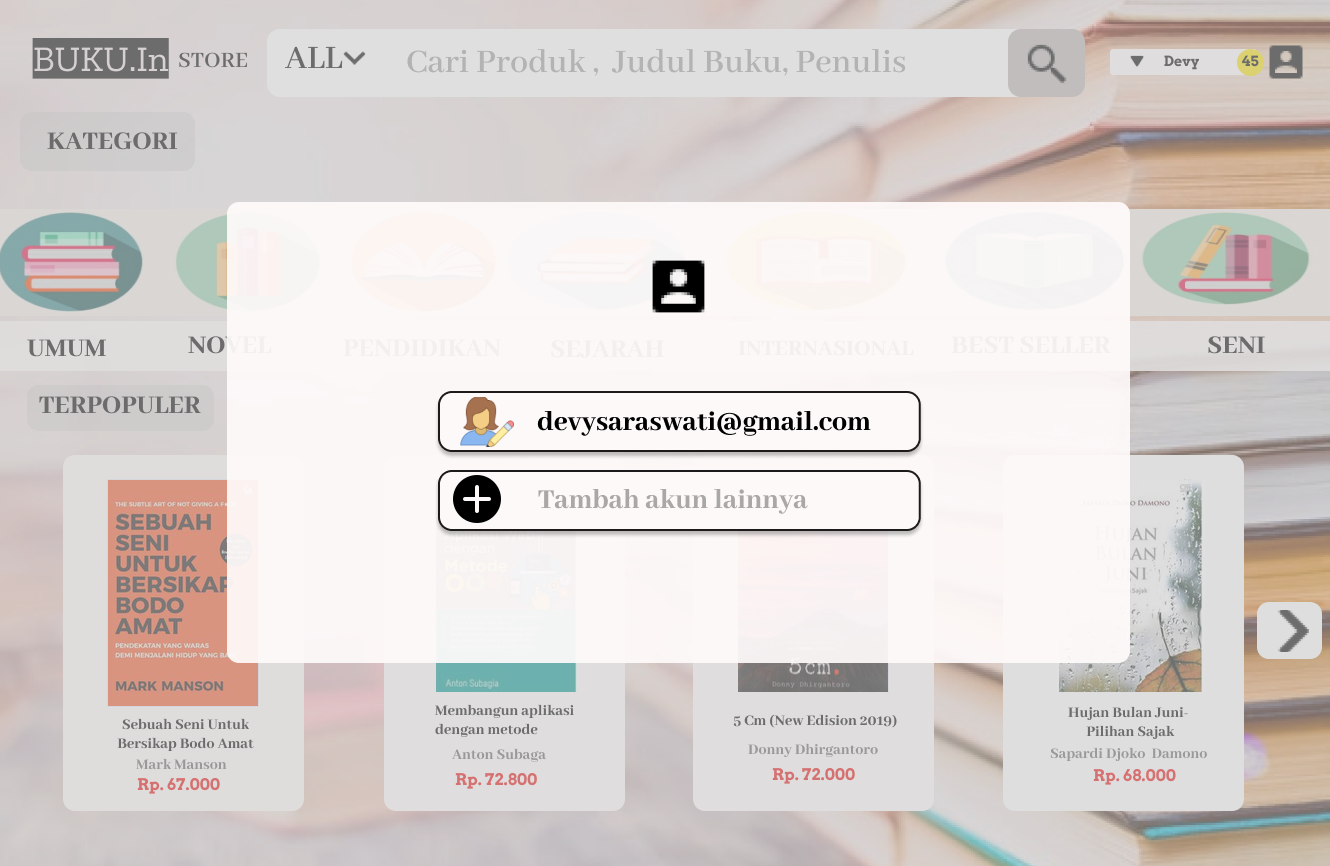 BUKU.In STORE
ALL
Cari Produk , Judul Buku, Penulis
Devy
45
KATEGORI
UMUM
NOVEL
PENDIDIKAN
SEJARAH
INTERNASIONAL
BEST SELLER
SENI
TERPOPULER
devysaraswati@gmail.com
Tambah akun lainnya
THE SUBTLE ART OF NOT GIVING A F
SEBUAH
SENI
UNTUK
BERSIKAP
BODO
AMAT
PENDEKATAN YANG WARAS
DEMI MENJALANI HIDUP YANG
MARK MANSON
Sebuah Seni Untuk
Bersikap Bodo Amat
Mark Manson
Rp. 67.000
dengan
Metode
Anton Subagia
Membangun aplikasi
dengan metode
Anton Subaga
Rp. 72.800
5 cm.
Donny Dhirgantoro
5 Cm (New Edision 2019)
Donny Dhirgantoro
Rp. 72.000
DAMONO
HUJAN
BULAN
JUNI
Sajak
Hujan Bulan Juni-
Pilihan Sajak
Sapardi Djoko Damono
Rp. 68.000